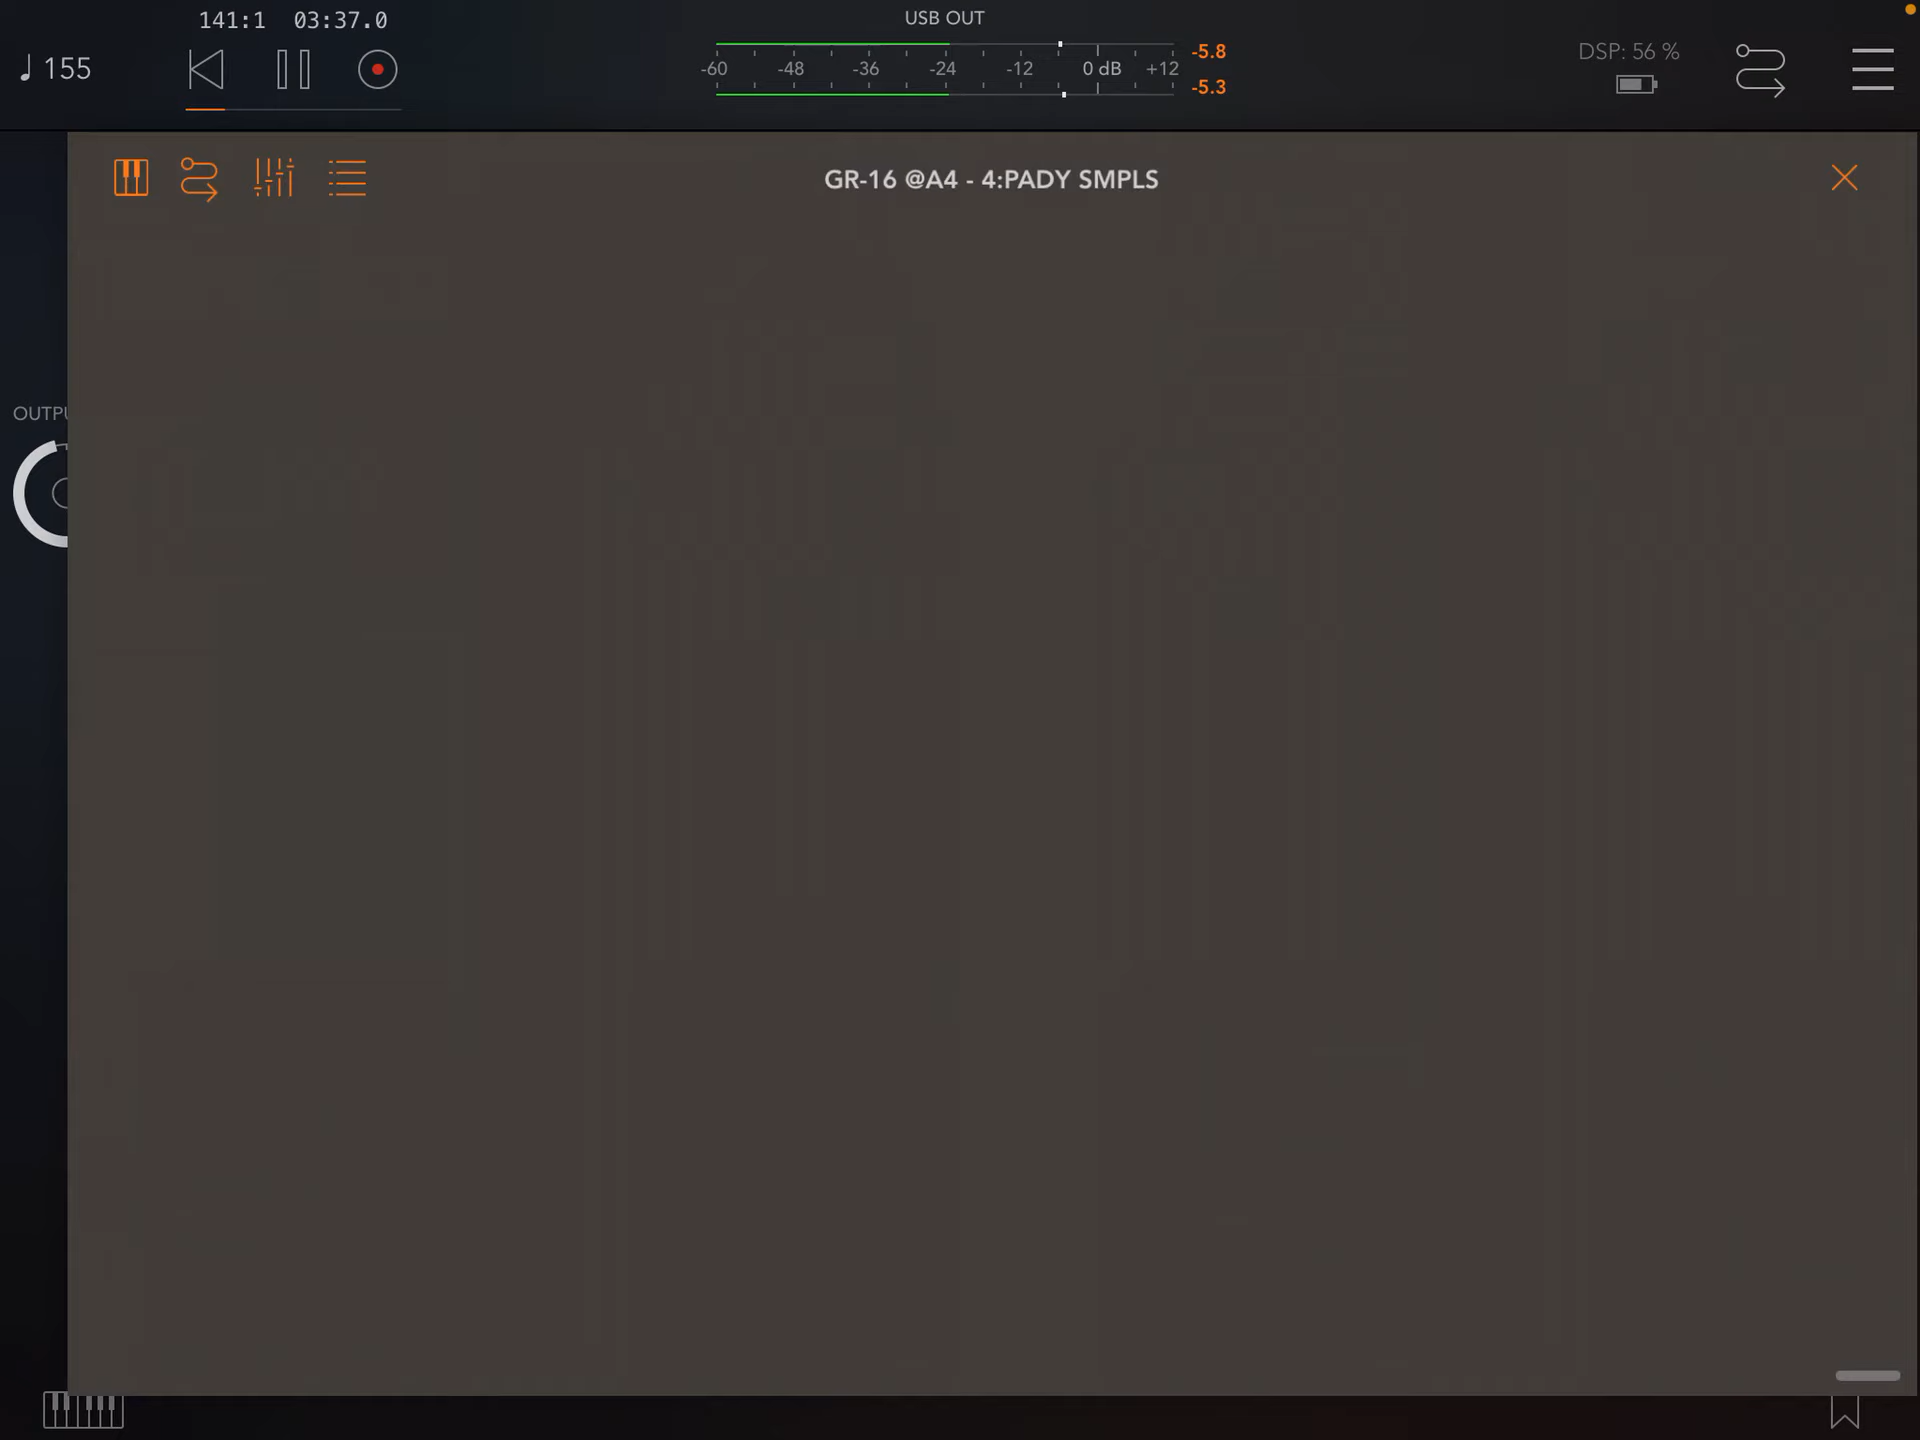 141:1 03:37.0
USB OUT
♩ 155
-60 -48 -36 -24 -12 0 dB +12
-5.8
-5.3
DSP: 56 %
GR-16 @A4 - 4:PADY SMPLS
OUTPU